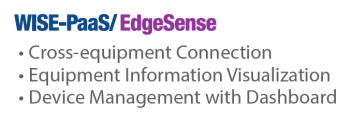 WISE-PaaS/ EdgeSense
• Cross-equipment Connection
• Equipment Information Visualization
• Device Management with Dashboard